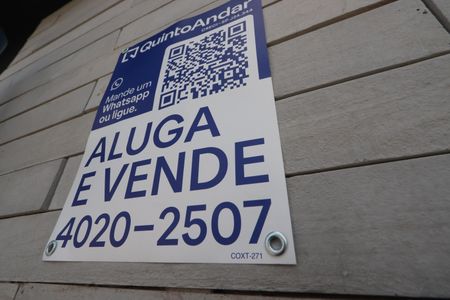 QuintoAndar
Mande um
Whatsapp
ou ligue.
ALUGA
E VENDE
4020-2507
COXT-271